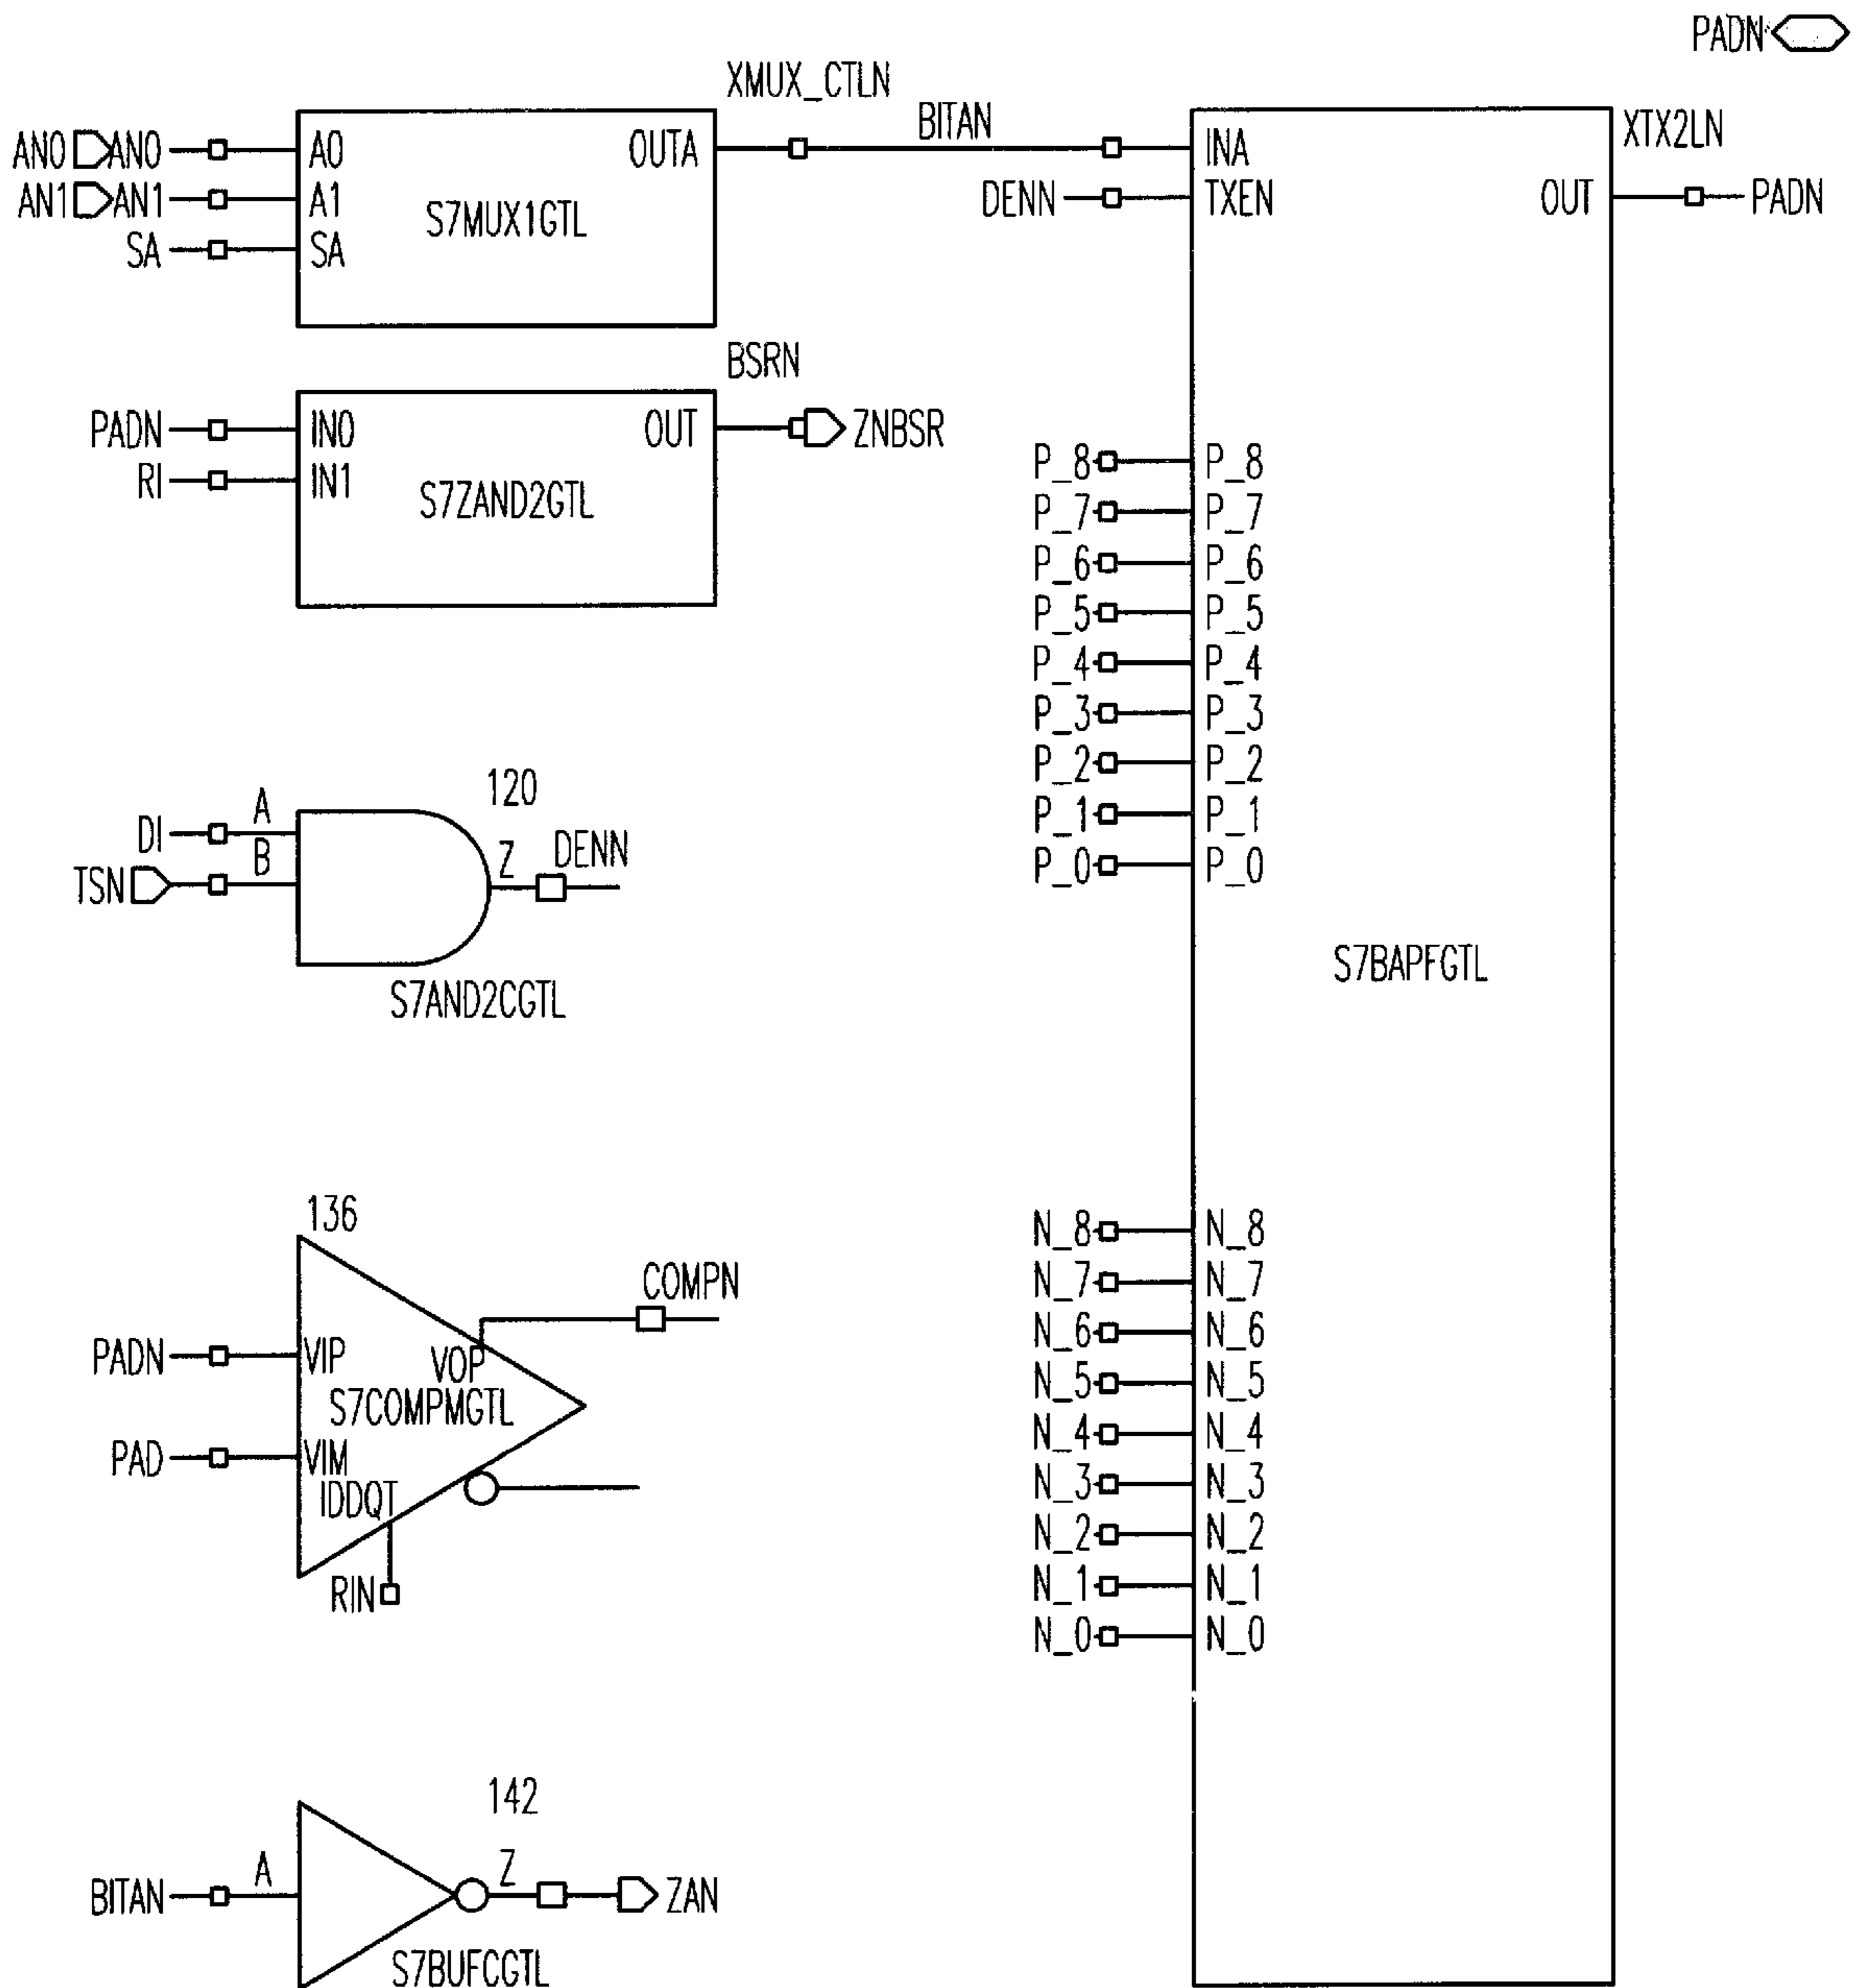 PADN
XMUX_CTLN
AN0 AN0 A0 OUTA
AN1 AN1 A1
SA SA
S7MUX1GTL
BITAN
INA
DENN TXEN
XTX2LN
OUT PADN
BSRN
PADN IN0 OUT ZNBSR
RI IN1
S7ZAND2GTL
P_8 P_8
P_7 P_7
P_6 P_6
P_5 P_5
P_4 P_4
P_3 P_3
P_2 P_2
P_1 P_1
P_0 P_0
120
DI A
TSN B
Z DENN
S7AND2CGTL
S7BAPFGTL
136
COMPN
PADN VIP VOP
S7COMPMGTL
PAD VIM
IDDQT
RIN
N_8 N_8
N_7 N_7
N_6 N_6
N_5 N_5
N_4 N_4
N_3 N_3
N_2 N_2
N_1 N_1
N_0 N_0
142
BITAN A Z ZAN
S7BUFCGTL